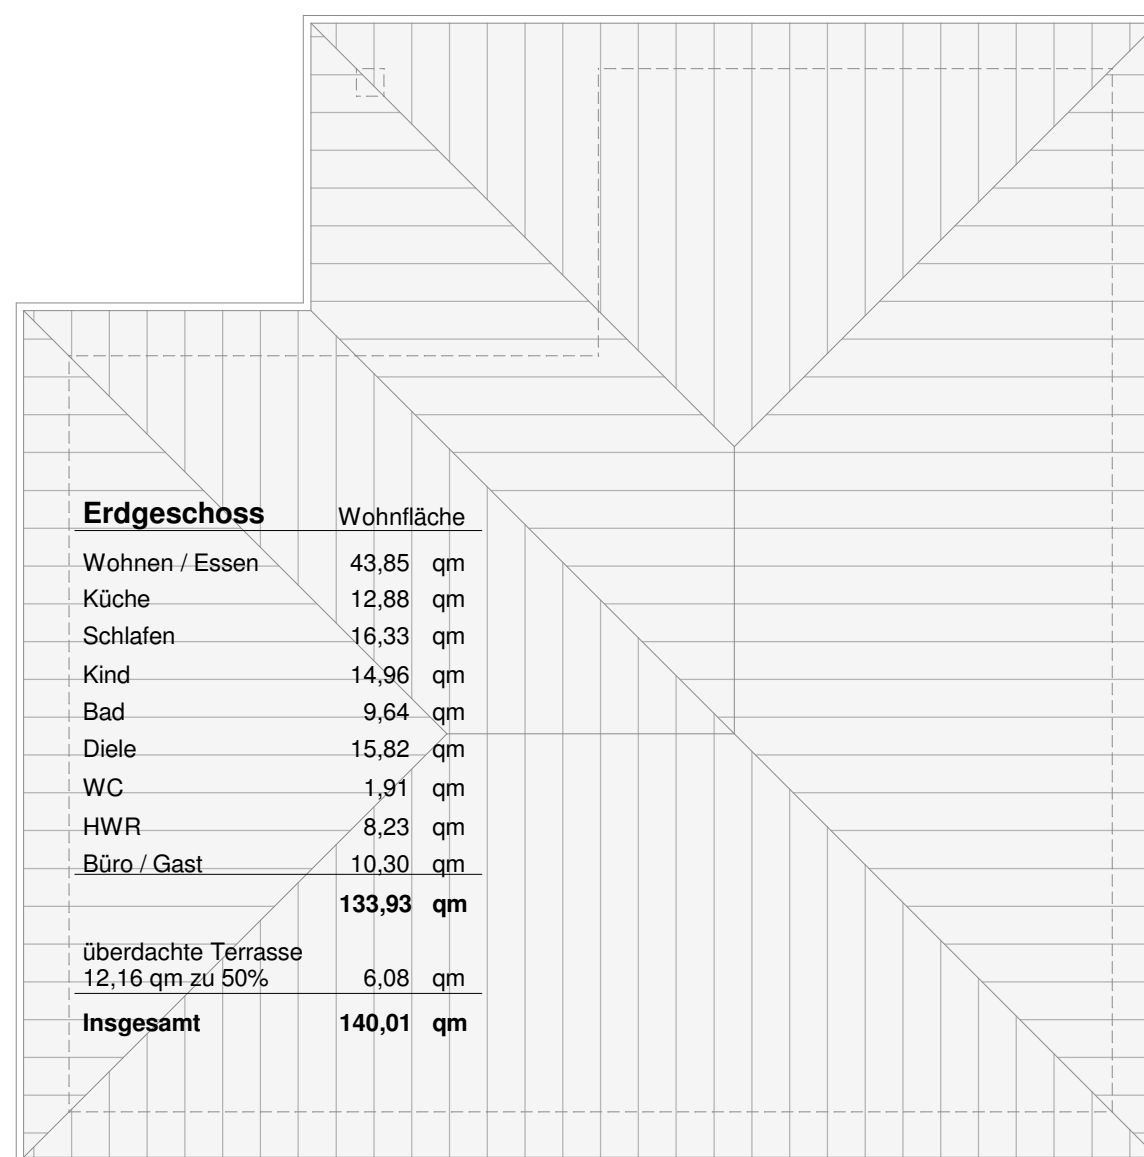 Erdgeschoss Wohnfläche
Wohnen / Essen 43,85 qm
Küche 12,88 qm
Schlafen 16,33 qm
Kind 14,96 qm
Bad 9,64 qm
Diele 15,82 qm
WC 1,91 qm
HWR 8,23 qm
Büro / Gast 10,30 qm
133,93 qm
überdachte Terrasse
12,16 qm zu 50% 6,08 qm
Insgesamt 140,01 qm